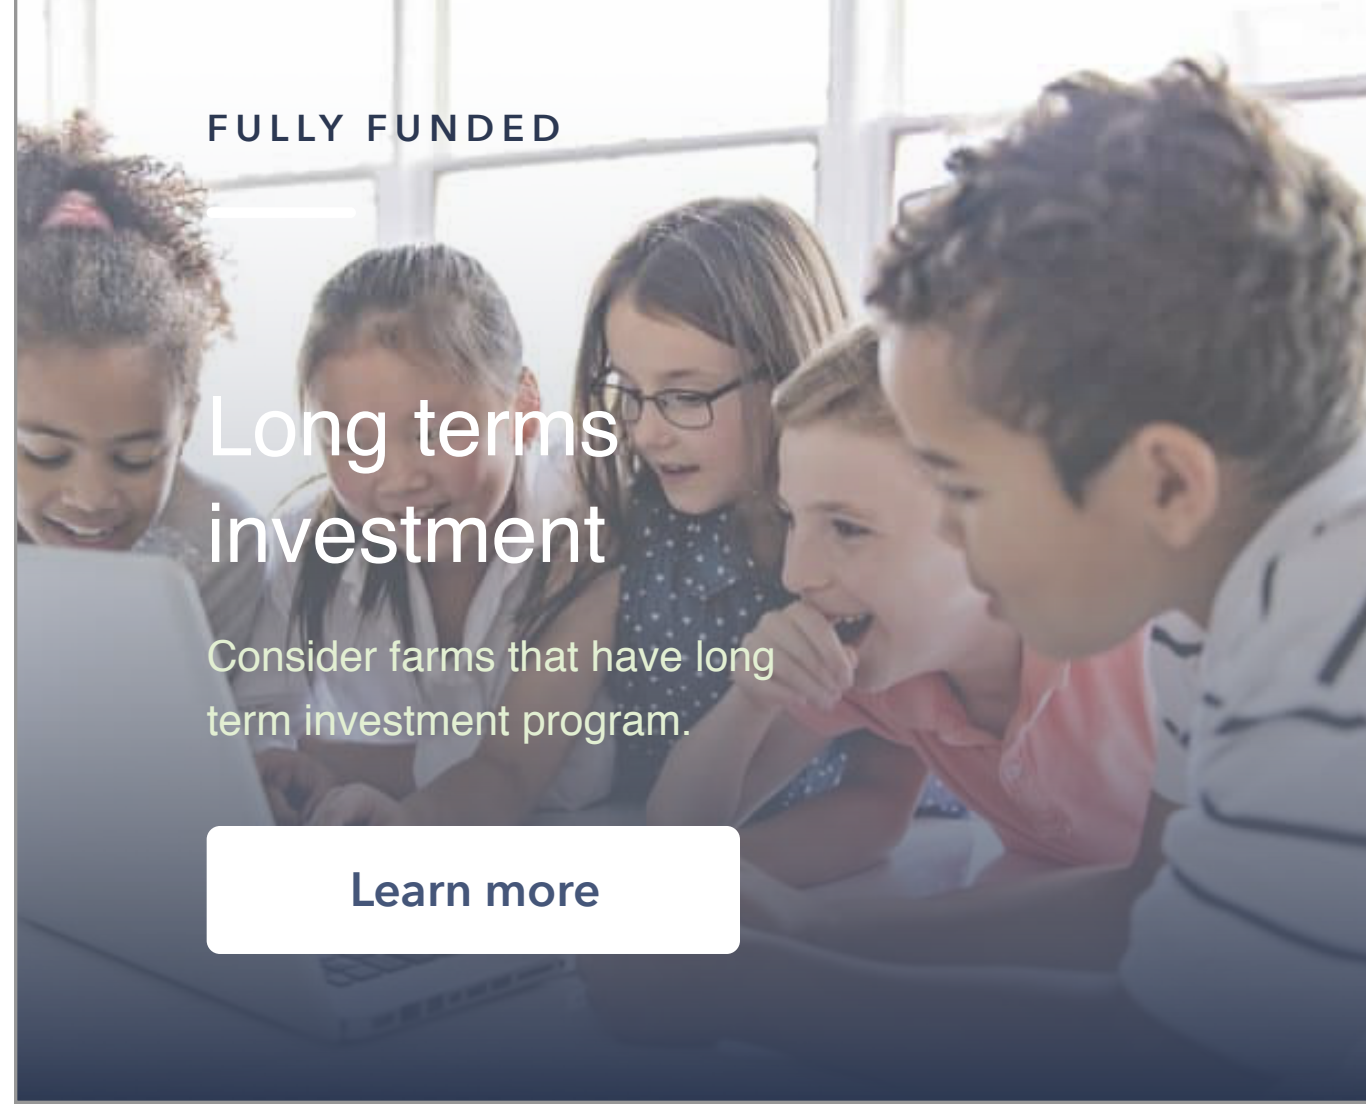 FULLY FUNDED
Long terms
investment
Consider farms that have long
term investment program.
Learn more